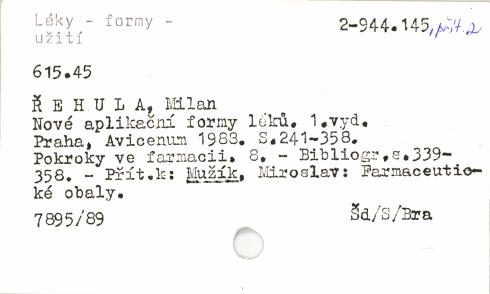 Léky - formy -
užití
2-944.145, přít. 2
615.45
Ř E H U L A, Milan
Nové aplikační formy léků. 1.vyd.
Praha, Avicenum 1988. S.241-358.
Pokroky ve farmacii. 8. - Bibliogr.s.339-
358. - Přít.k: Mužík, Miroslav: Farmaceutic-
ké obaly.
7895/89
Šd/S/Bra